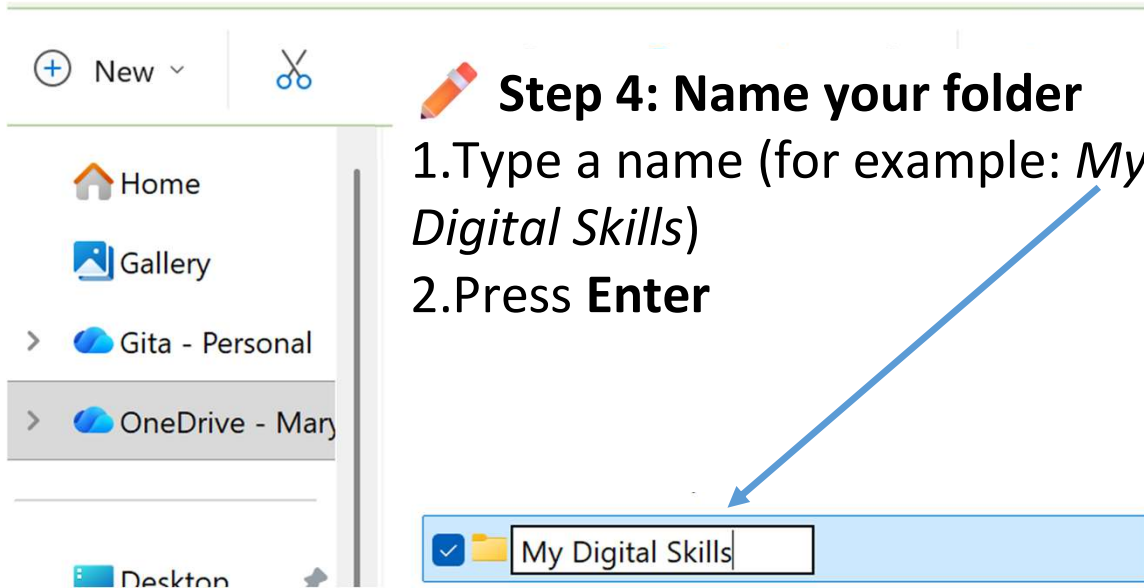 New
Step 4: Name your folder
1.Type a name (for example: My
Digital Skills)
2.Press Enter
Home
Gallery
Gita - Personal
OneDrive - Mary
Desktop
My Digital Skills